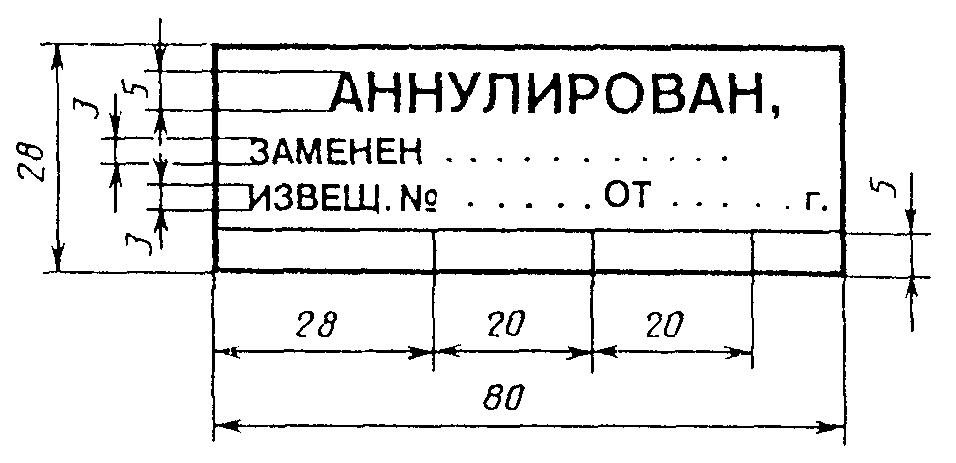 АННУЛИРОВАН,
5
3
ЗАМЕНЕН . . . . . . . . . . . .
28
ИЗВЕЩ. № . . . . . ОТ . . . . . г.
5
3
28 20 20
80